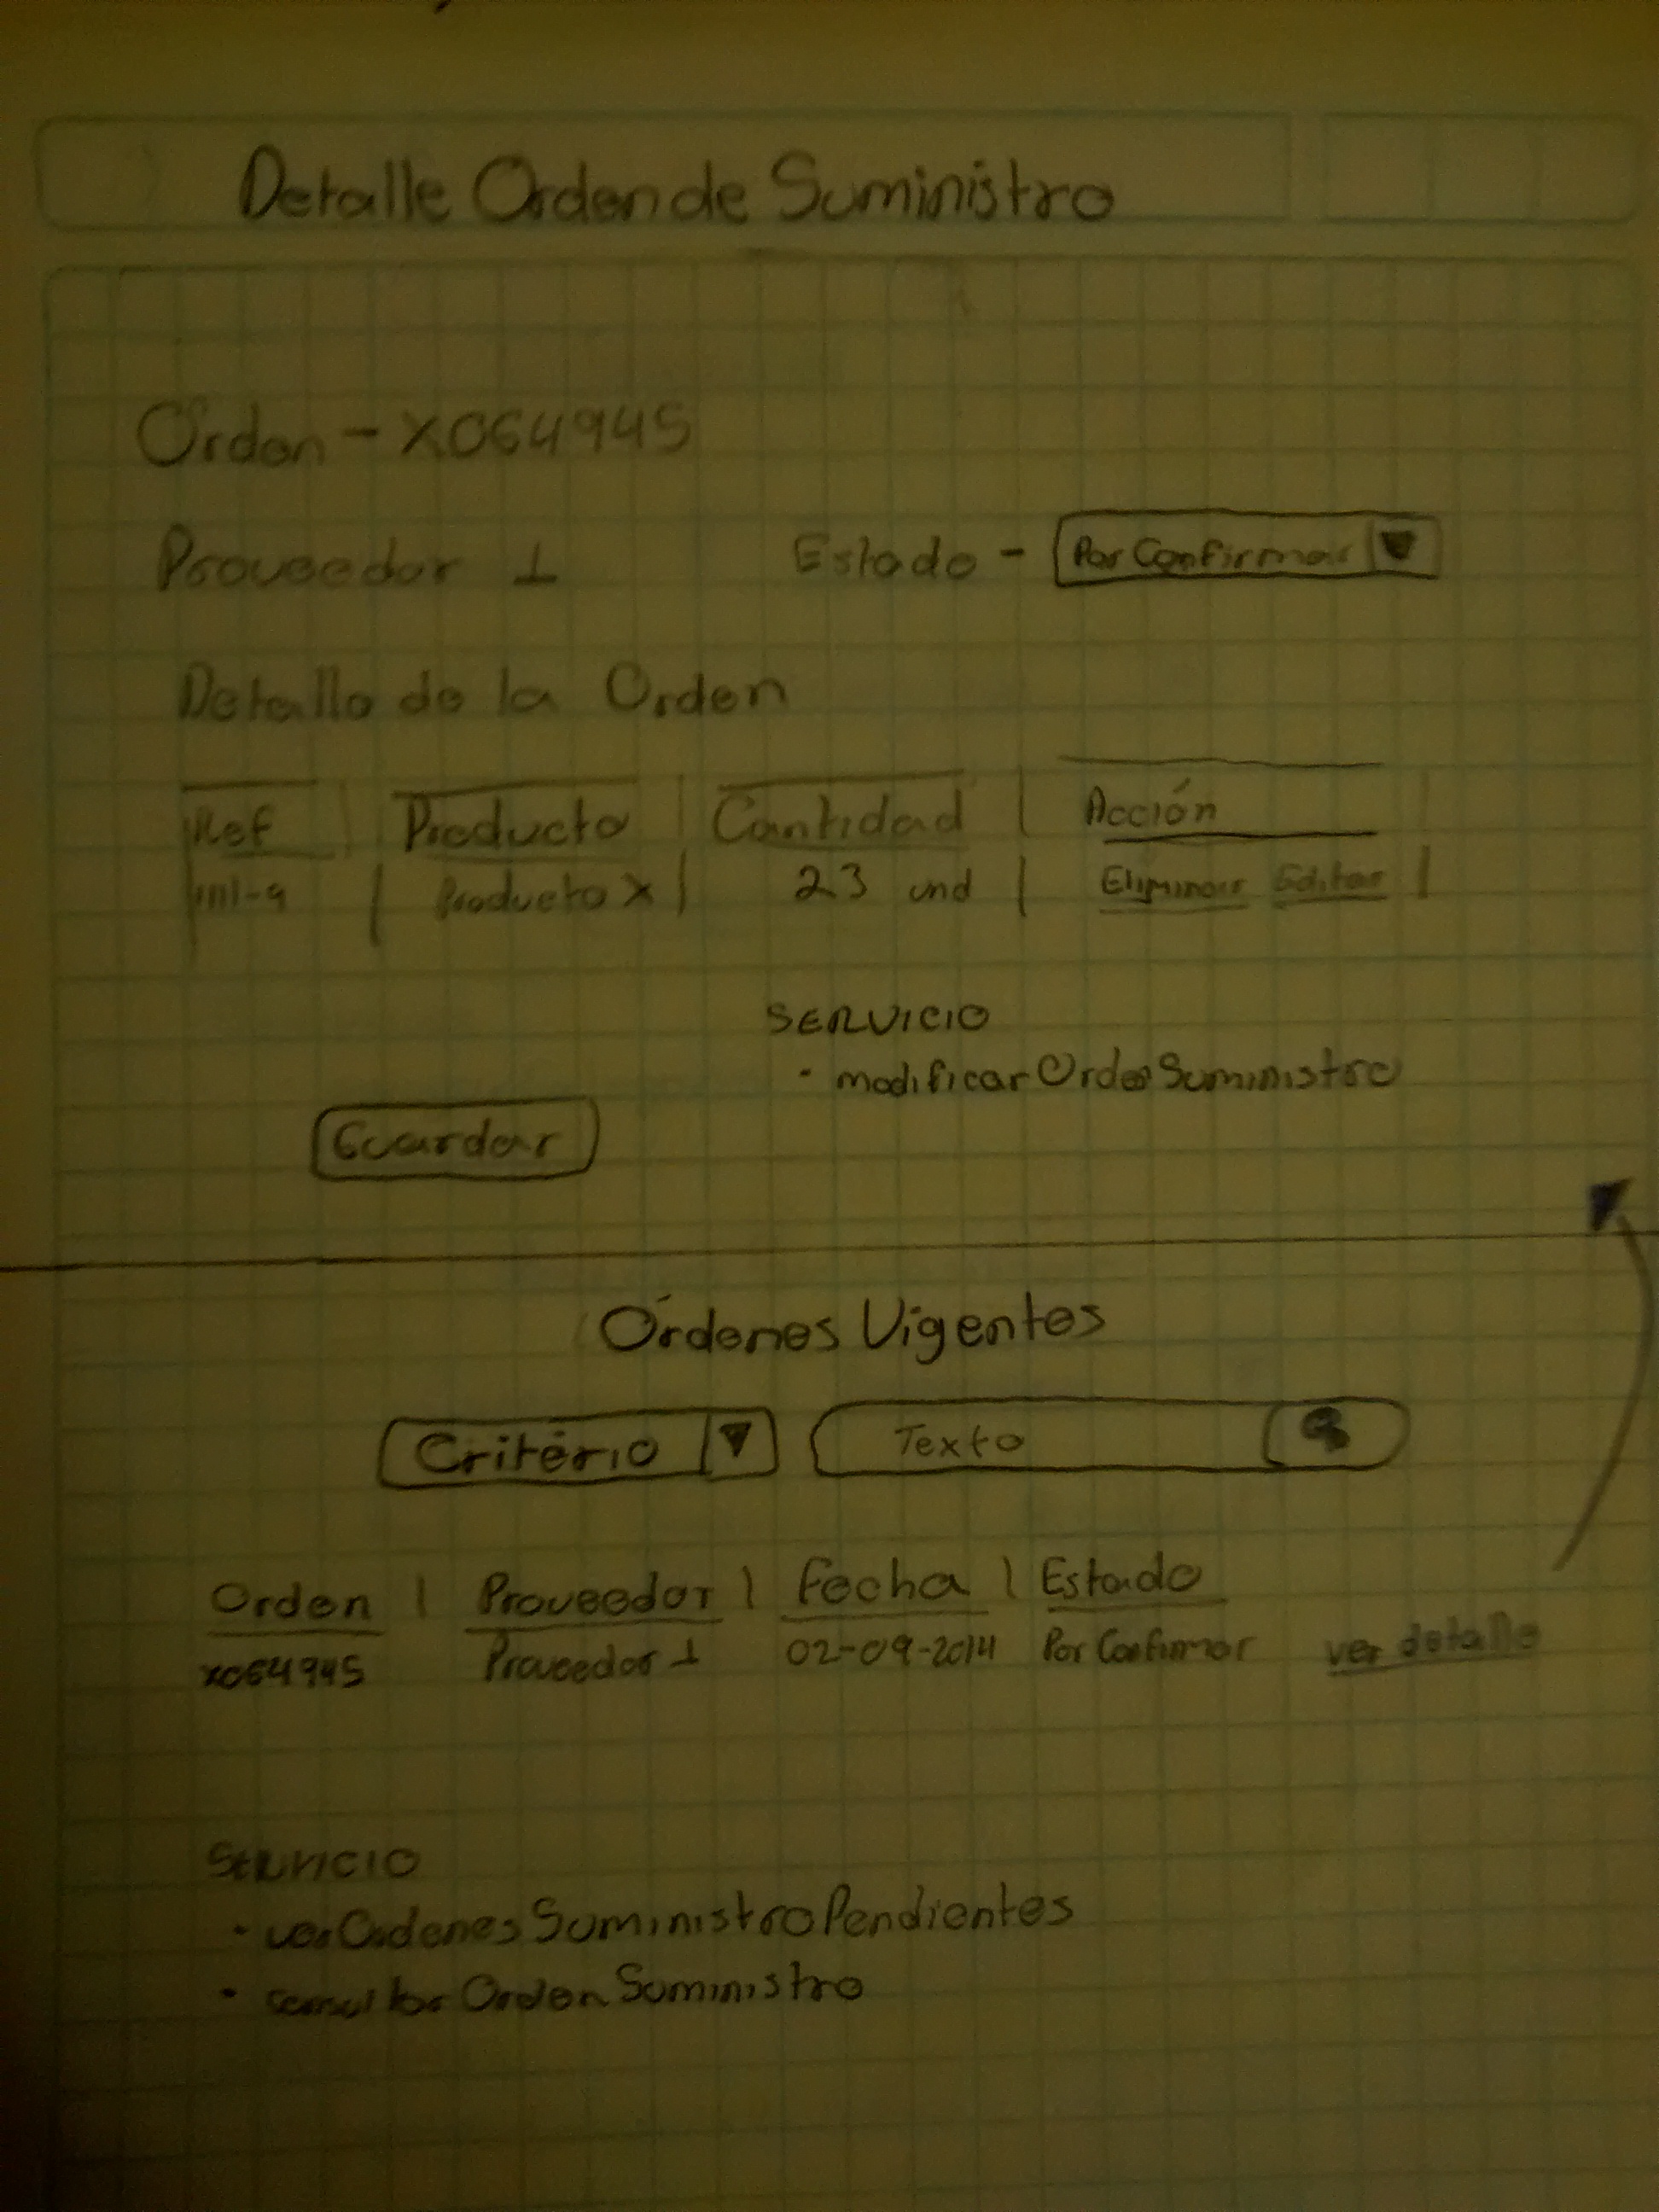 Detalle Orden de Suministro
Orden - X064945
Proveedor 1 Estado - Por Confirmar
Detalle de la Orden
Ref | Producto | Cantidad | Acción
1111-9 | Producto X | 23 und | Eliminar Editar |
SERVICIO
• modificarOrdenSuministro
Guardar
Órdenes Vigentes
Critério Texto
Orden | Proveedor | Fecha | Estado
x064945 Proveedor 1 02-09-2014 Por Confirmar ver detalle
SERVICIO
• verOrdenesSuministroPendientes
• consultarOrdenSuministro